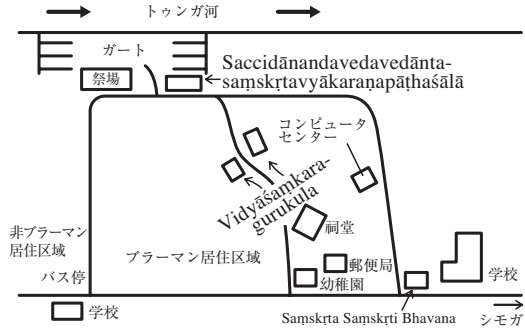 トゥンガ河
ガート
祭場
Saccidānandavedavedānta-
saṃskṛtavyākaraṇapāṭhaśālā
コンピュータ
センター
Vidyāśaṃkara-
gurukula
祠堂
非ブラーマン
居住区域
ブラーマン居住区域
バス停
郵便局
幼稚園
学校
学校
Saṃskṛta Saṃskṛti Bhavana
シモガ